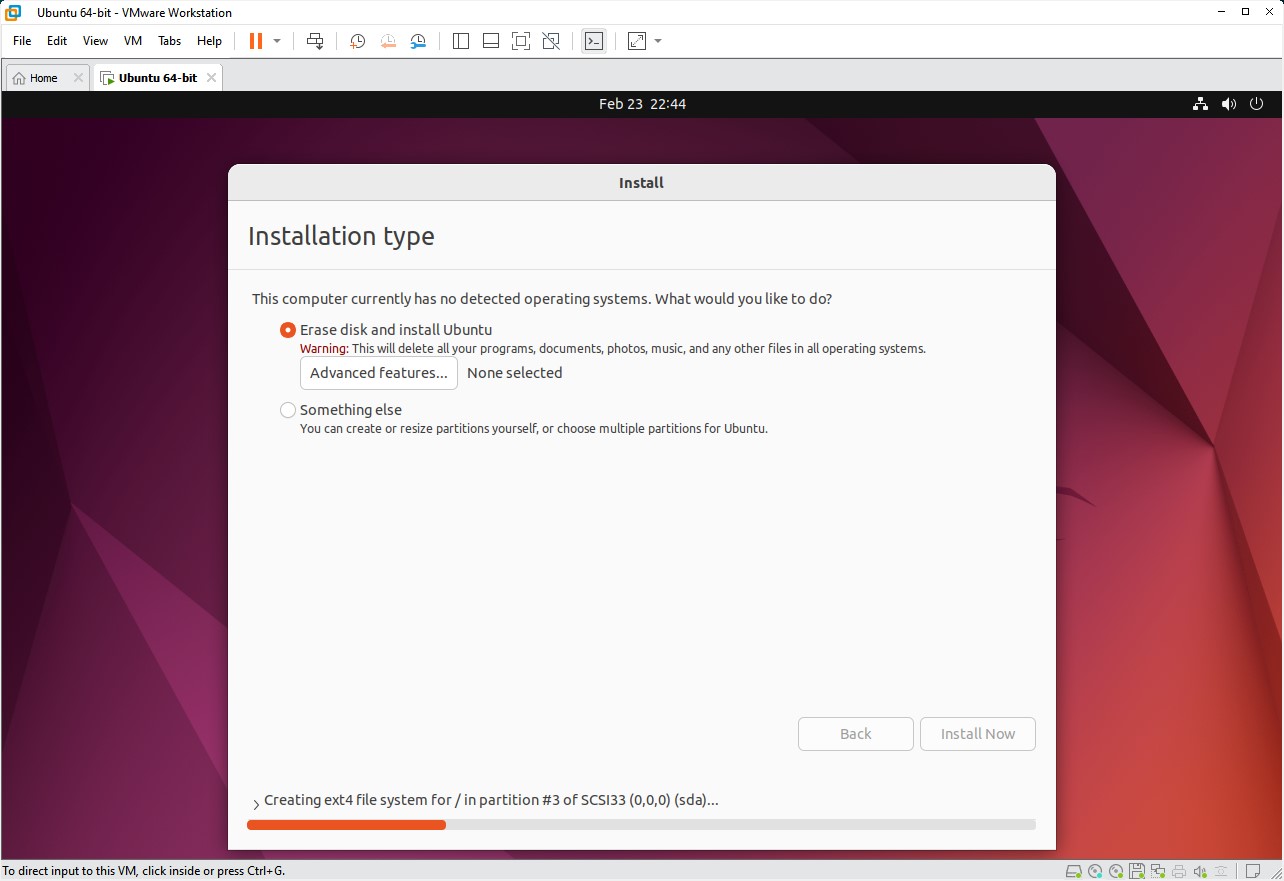 Ubuntu 64-bit - VMware Workstation
File Edit View VM Tabs Help
Home Ubuntu 64-bit
Feb 23 22:44
Install
Installation type
This computer currently has no detected operating systems. What would you like to do?
Erase disk and install Ubuntu
Warning: This will delete all your programs, documents, photos, music, and any other files in all operating systems.
Advanced features... None selected
Something else
You can create or resize partitions yourself, or choose multiple partitions for Ubuntu.
Back Install Now
Creating ext4 file system for / in partition #3 of SCSI33 (0,0,0) (sda)...
To direct input to this VM, click inside or press Ctrl+G.